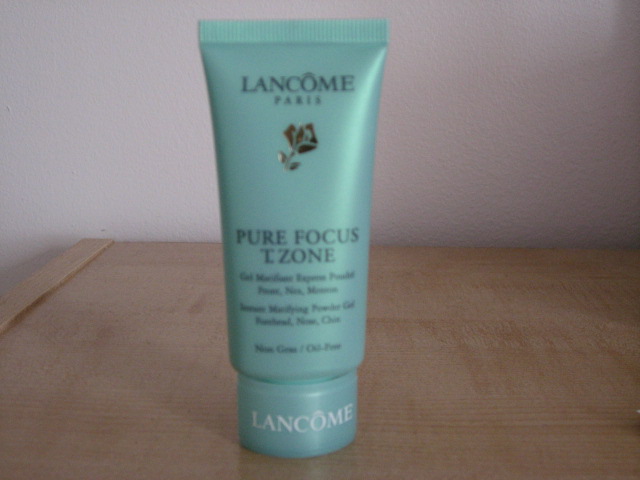 LANCÔME
PARIS
PURE FOCUS
T.ZONE
Gel Matifiant Express Poudré
Front, Nez, Menton
Instant Matifying Powder Gel
Forehead, Nose, Chin
Non Gras / Oil-Free
LANCÔME